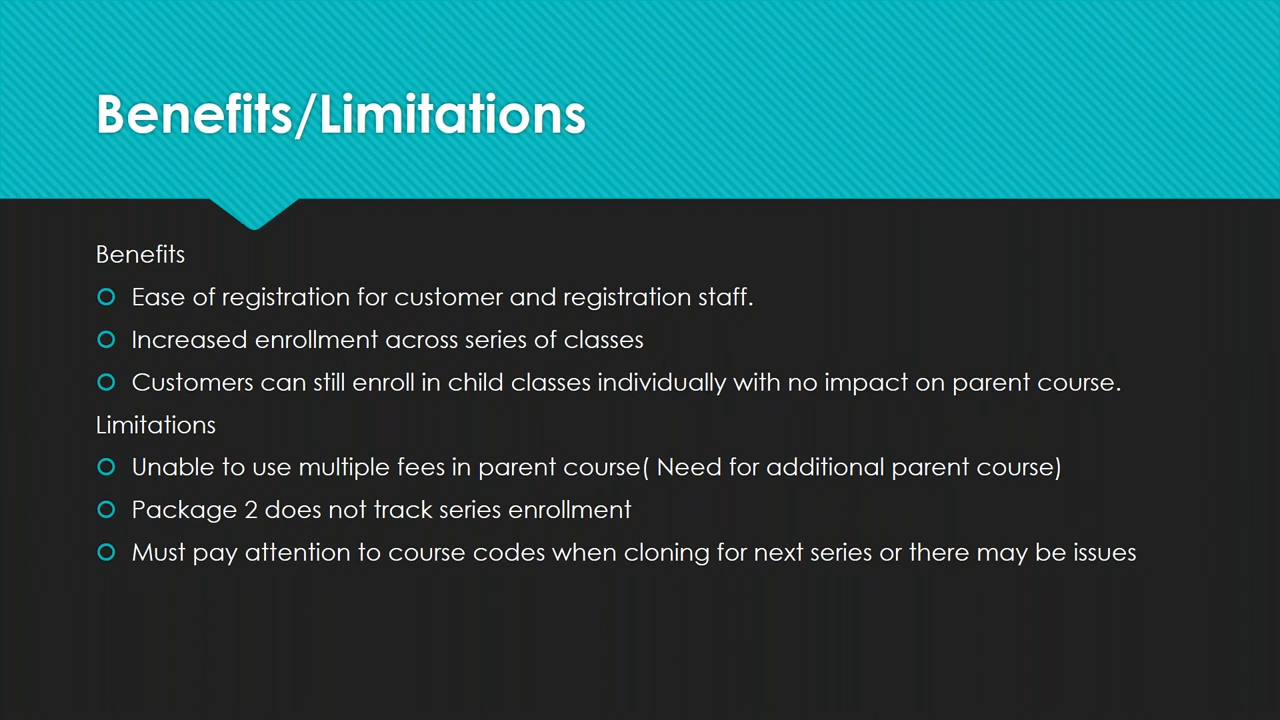 Benefits/Limitations
Benefits
Ease of registration for customer and registration staff.
Increased enrollment across series of classes
Customers can still enroll in child classes individually with no impact on parent course.
Limitations
Unable to use multiple fees in parent course( Need for additional parent course)
Package 2 does not track series enrollment
Must pay attention to course codes when cloning for next series or there may be issues